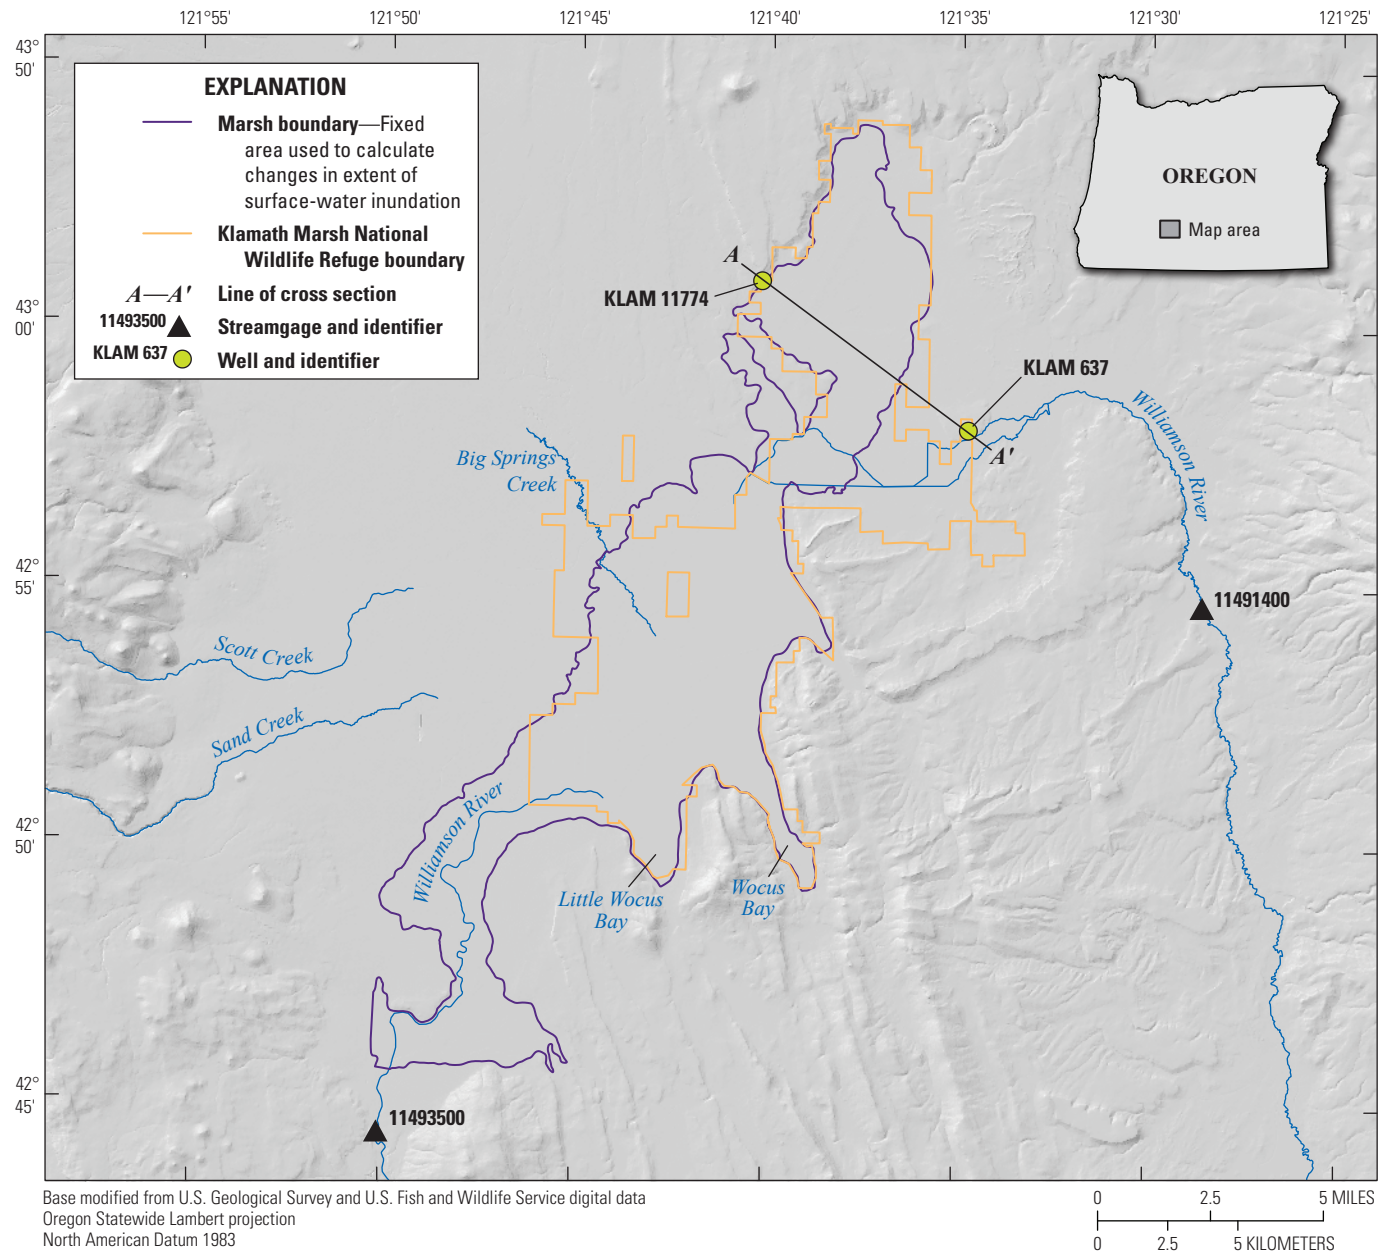 121°55'
121°50'
121°45'
121°40'
121°35'
121°30'
121°25'
43°
50'
43°
00'
42°
55'
42°
50'
42°
45'
EXPLANATION
Marsh boundary—Fixed
area used to calculate
changes in extent of
surface-water inundation
Klamath Marsh National
Wildlife Refuge boundary
A—A'
Line of cross section
11493500
Streamgage and identifier
KLAM 637
Well and identifier
OREGON
Map area
A
KLAM 11774
KLAM 637
A'
Williamson River
Big Springs
Creek
11491400
Scott Creek
Sand Creek
Williamson River
Little Wocus
Bay
Wocus
Bay
11493500
Base modified from U.S. Geological Survey and U.S. Fish and Wildlife Service digital data
Oregon Statewide Lambert projection
North American Datum 1983
0 2.5 5 MILES
0 2.5 5 KILOMETERS